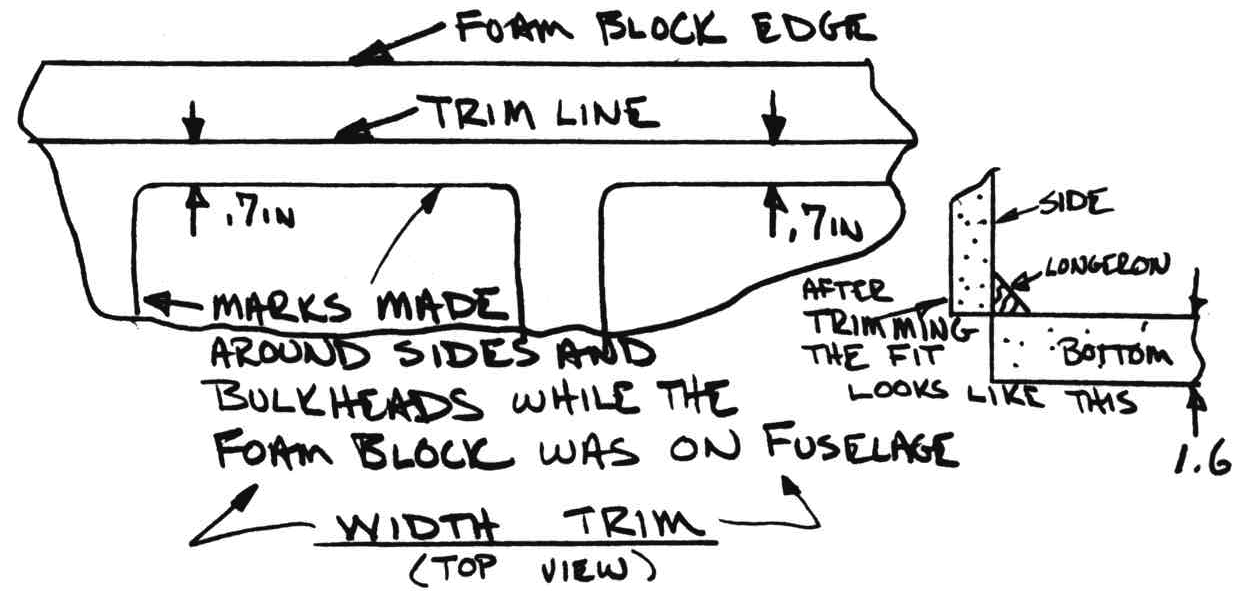 FOAM BLOCK EDGE
TRIM LINE
.7IN
.7IN
MARKS MADE
AROUND SIDES AND
BULKHEADS WHILE THE
FOAM BLOCK WAS ON FUSELAGE
WIDTH TRIM
(TOP VIEW)
SIDE
LONGERON
AFTER
TRIMMING
THE FIT
LOOKS LIKE THIS
BOTTOM
1.6